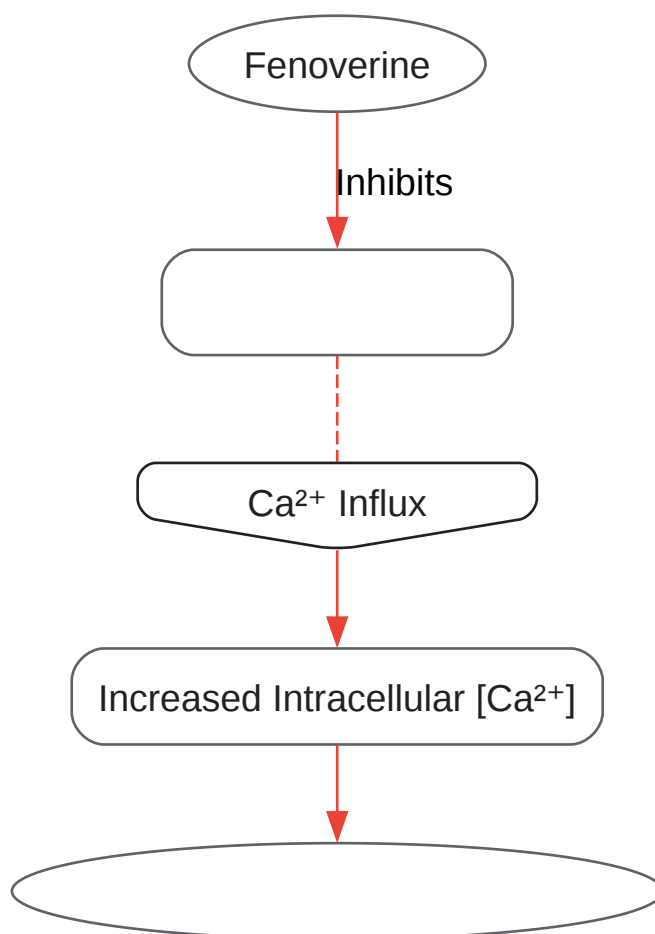 Fenoverine
Inhibits
Ca²⁺ Influx
Increased Intracellular [Ca²⁺]